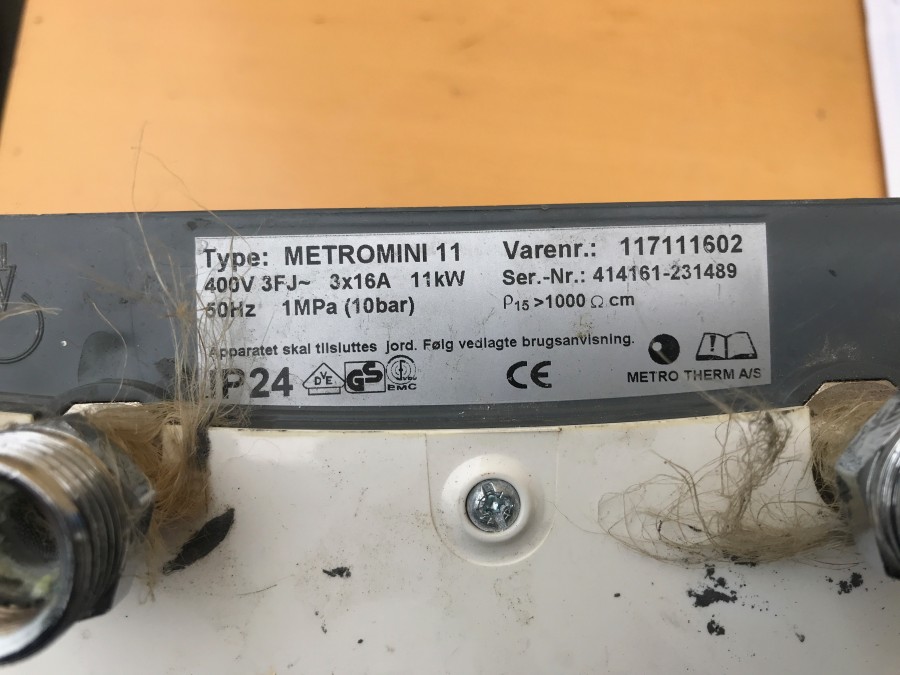 Type: METROMINI 11 Varenr.: 117111602
400V 3FJ~ 3x16A 11kW Ser.-Nr.: 414161-231489
50Hz 1MPa (10bar) ρ15 >1000 Ω cm
Apparatet skal tilsluttes jord. Følg vedlagte brugsanvisning.
IP24 DVE GS EMC CE
METRO THERM A/S